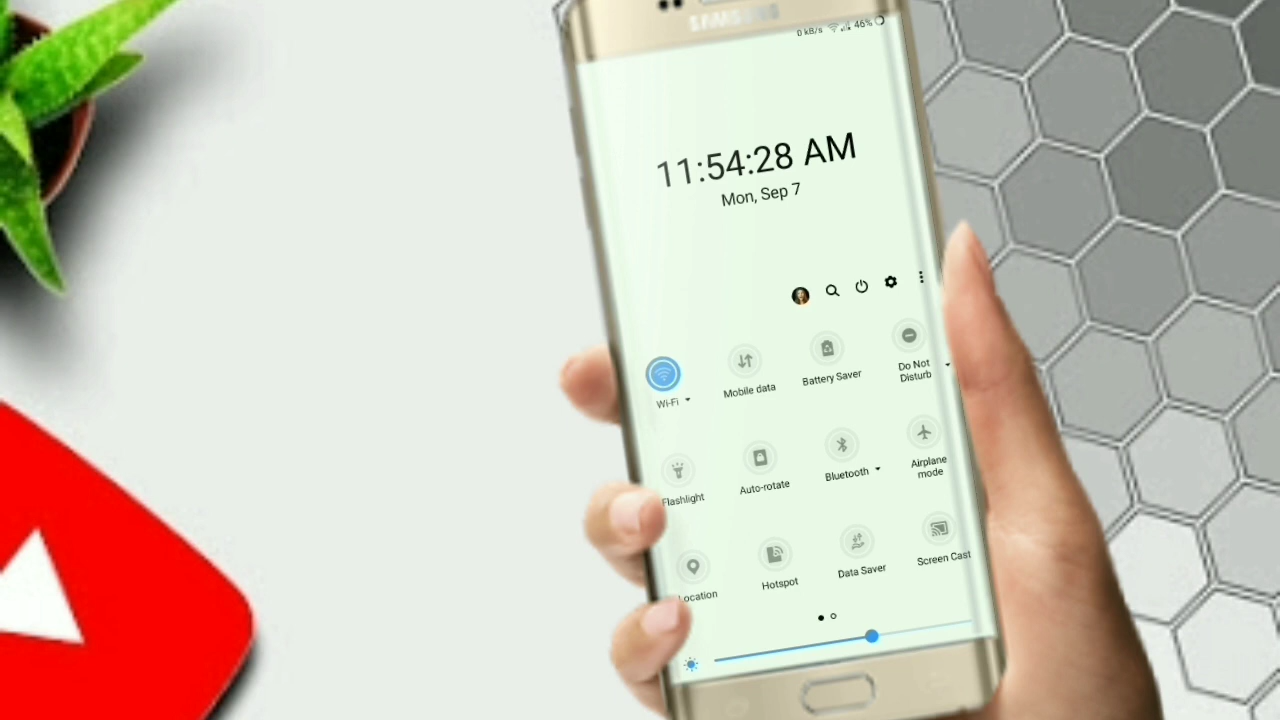 SAMSUNG
0 kB/s 46%
11:54:28 AM
Mon, Sep 7
Wi-Fi
Mobile data
Battery Saver
Do Not
Disturb
Flashlight
Auto-rotate
Bluetooth
Airplane
mode
Location
Hotspot
Data Saver
Screen Cast